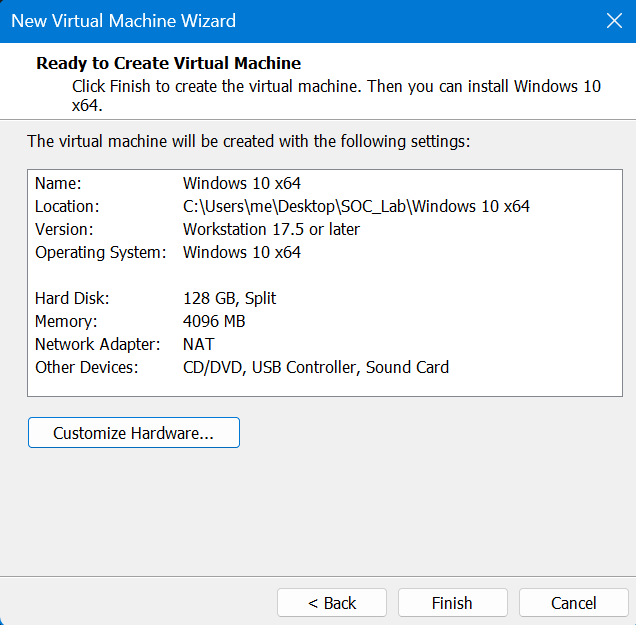 New Virtual Machine Wizard
Ready to Create Virtual Machine
Click Finish to create the virtual machine. Then you can install Windows 10
x64.
The virtual machine will be created with the following settings:
Name: Windows 10 x64
Location: C:\Users\me\Desktop\SOC_Lab\Windows 10 x64
Version: Workstation 17.5 or later
Operating System: Windows 10 x64
Hard Disk: 128 GB, Split
Memory: 4096 MB
Network Adapter: NAT
Other Devices: CD/DVD, USB Controller, Sound Card
Customize Hardware...
< Back Finish Cancel